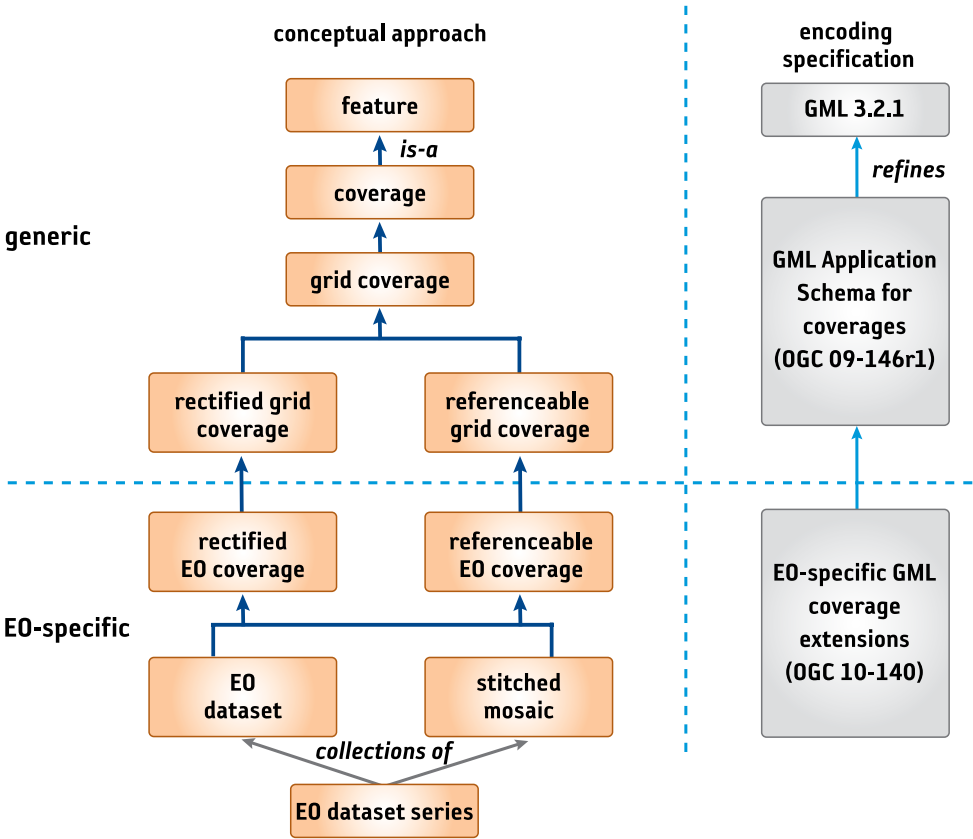 conceptual approach
encoding
specification
feature
GML 3.2.1
is-a
refines
coverage
generic
grid coverage
GML Application
Schema for
coverages
(OGC 09-146r1)
rectified grid
coverage
referenceable
grid coverage
rectified
EO coverage
referenceable
EO coverage
EO-specific GML
coverage
extensions
(OGC 10-140)
EO-specific
EO
dataset
stitched
mosaic
collections of
EO dataset series